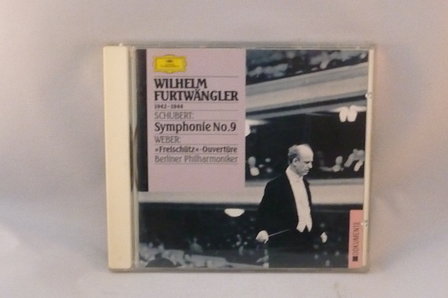 WILHELM
FURTWÄNGLER
1942–1944
SCHUBERT:
Symphonie No. 9
WEBER:
»Freischütz«-Ouvertüre
Berliner Philharmoniker
DOKUMENTE